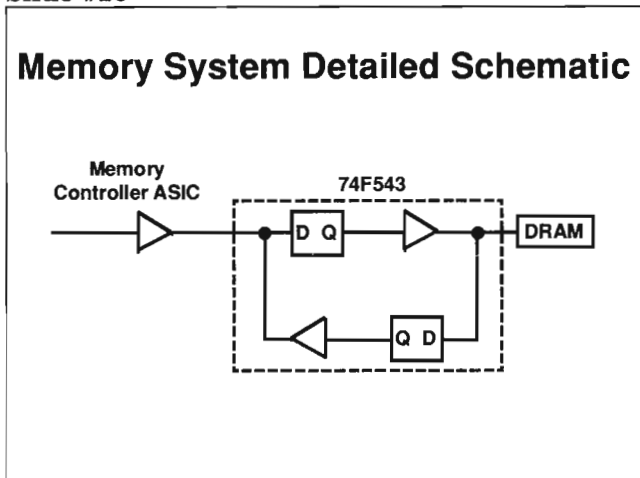 Memory System Detailed Schematic
Memory
Controller ASIC
74F543
D Q
DRAM
Q D